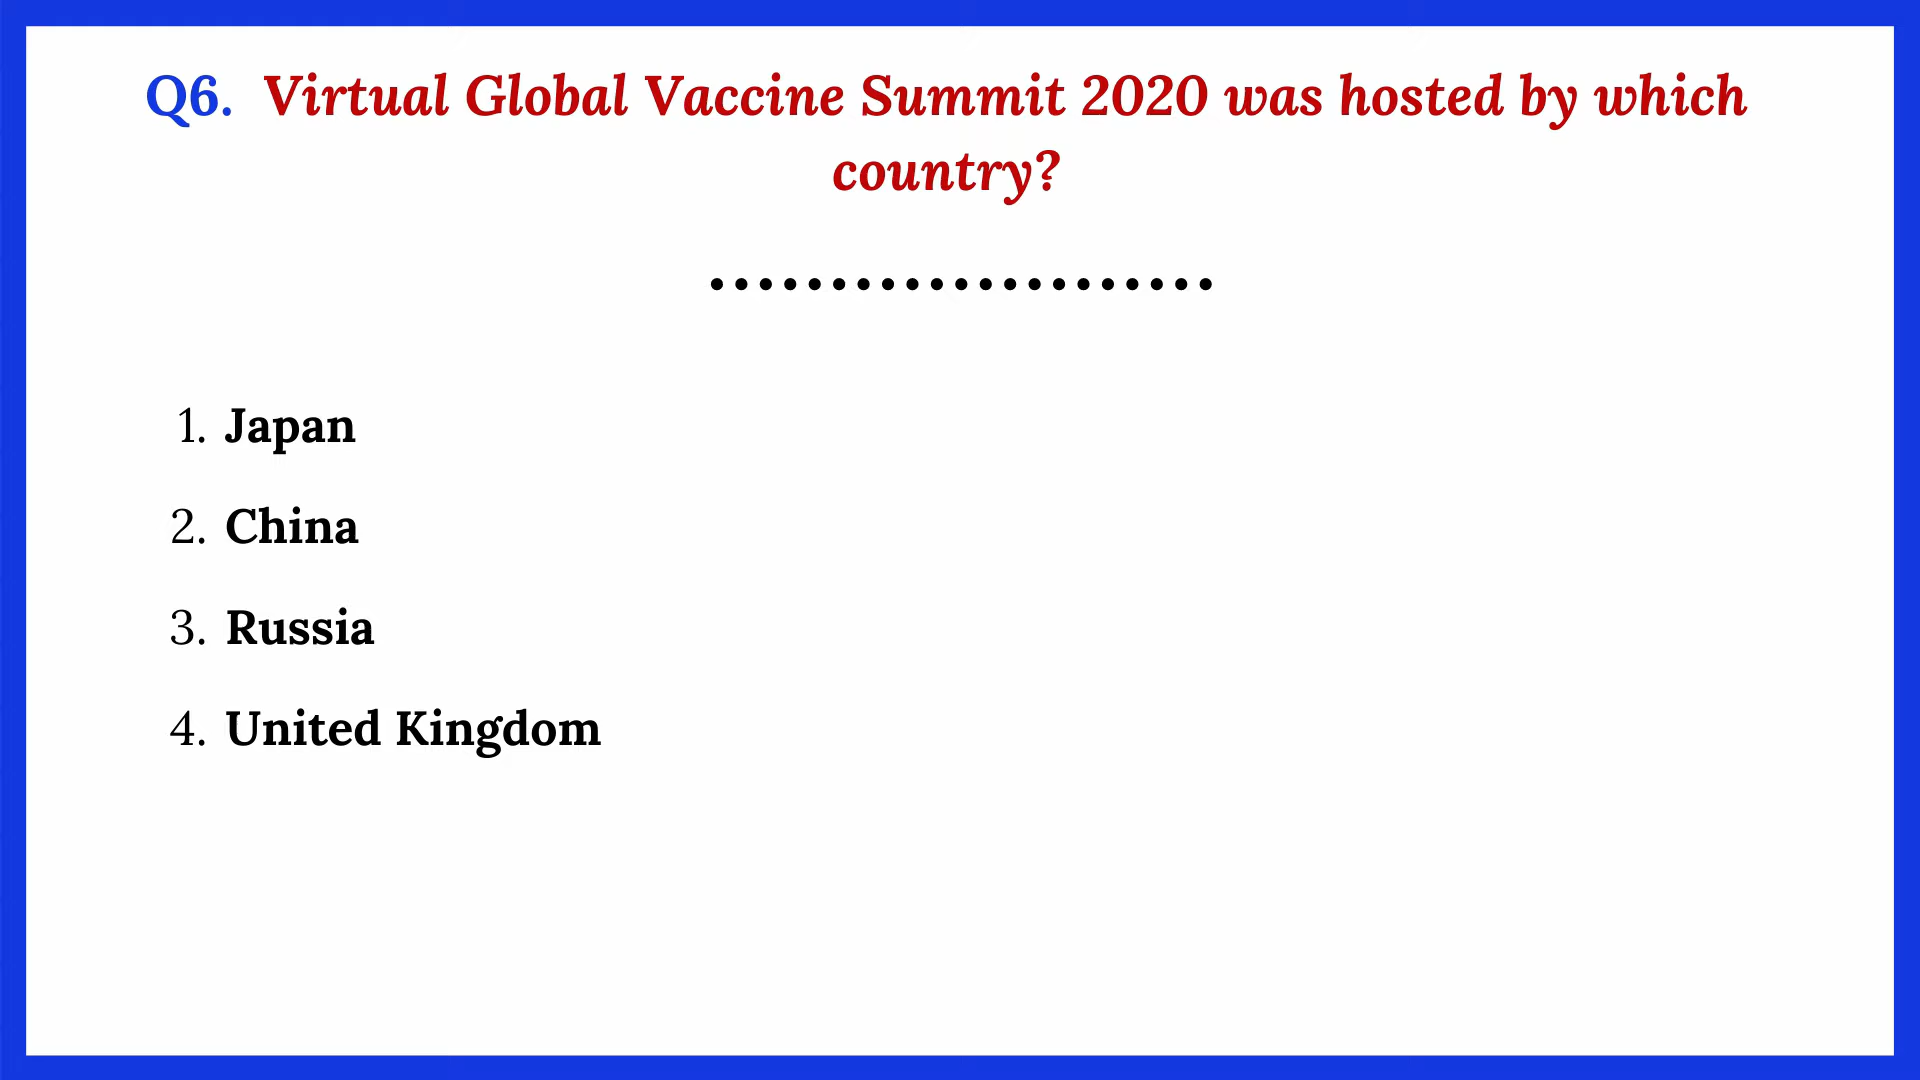 Q6. Virtual Global Vaccine Summit 2020 was hosted by which
country?
.....................
1. Japan
2. China
3. Russia
4. United Kingdom